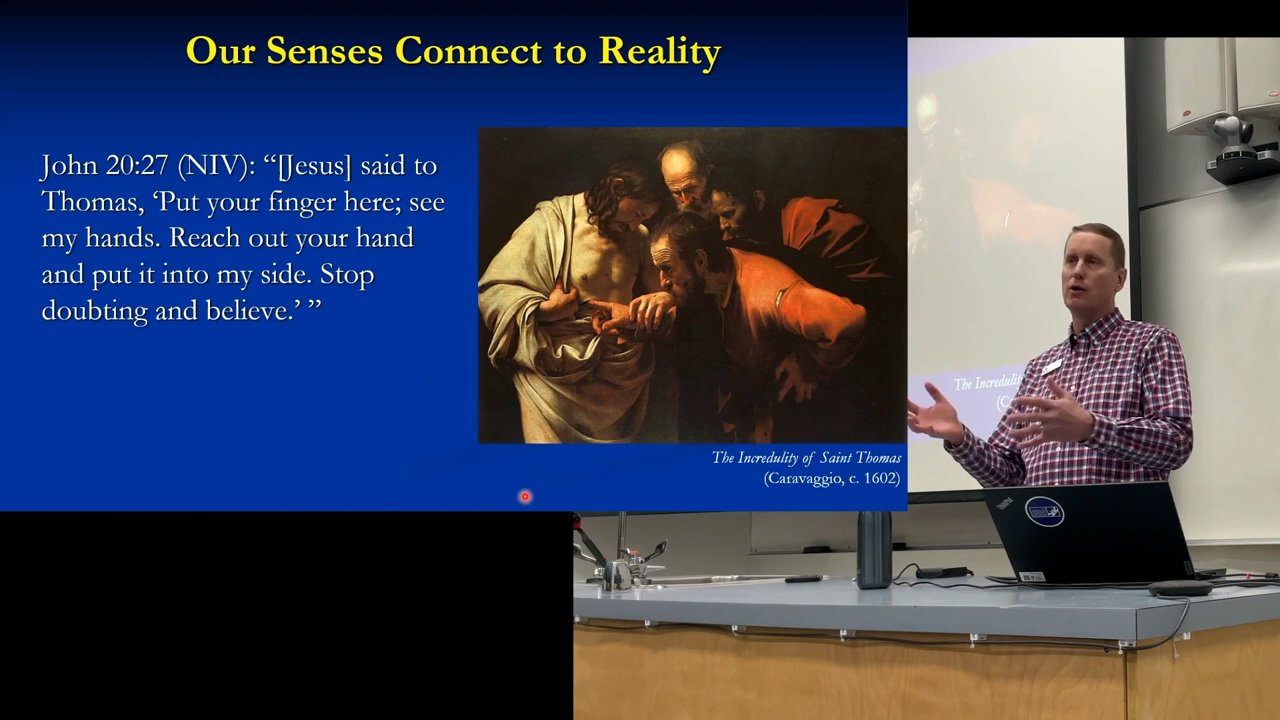 Our Senses Connect to Reality
John 20:27 (NIV): “[Jesus] said to
Thomas, ‘Put your finger here; see
my hands. Reach out your hand
and put it into my side. Stop
doubting and believe.’ ”
The Incredulity of Saint Thomas
(Caravaggio, c. 1602)
The
ThinkPad